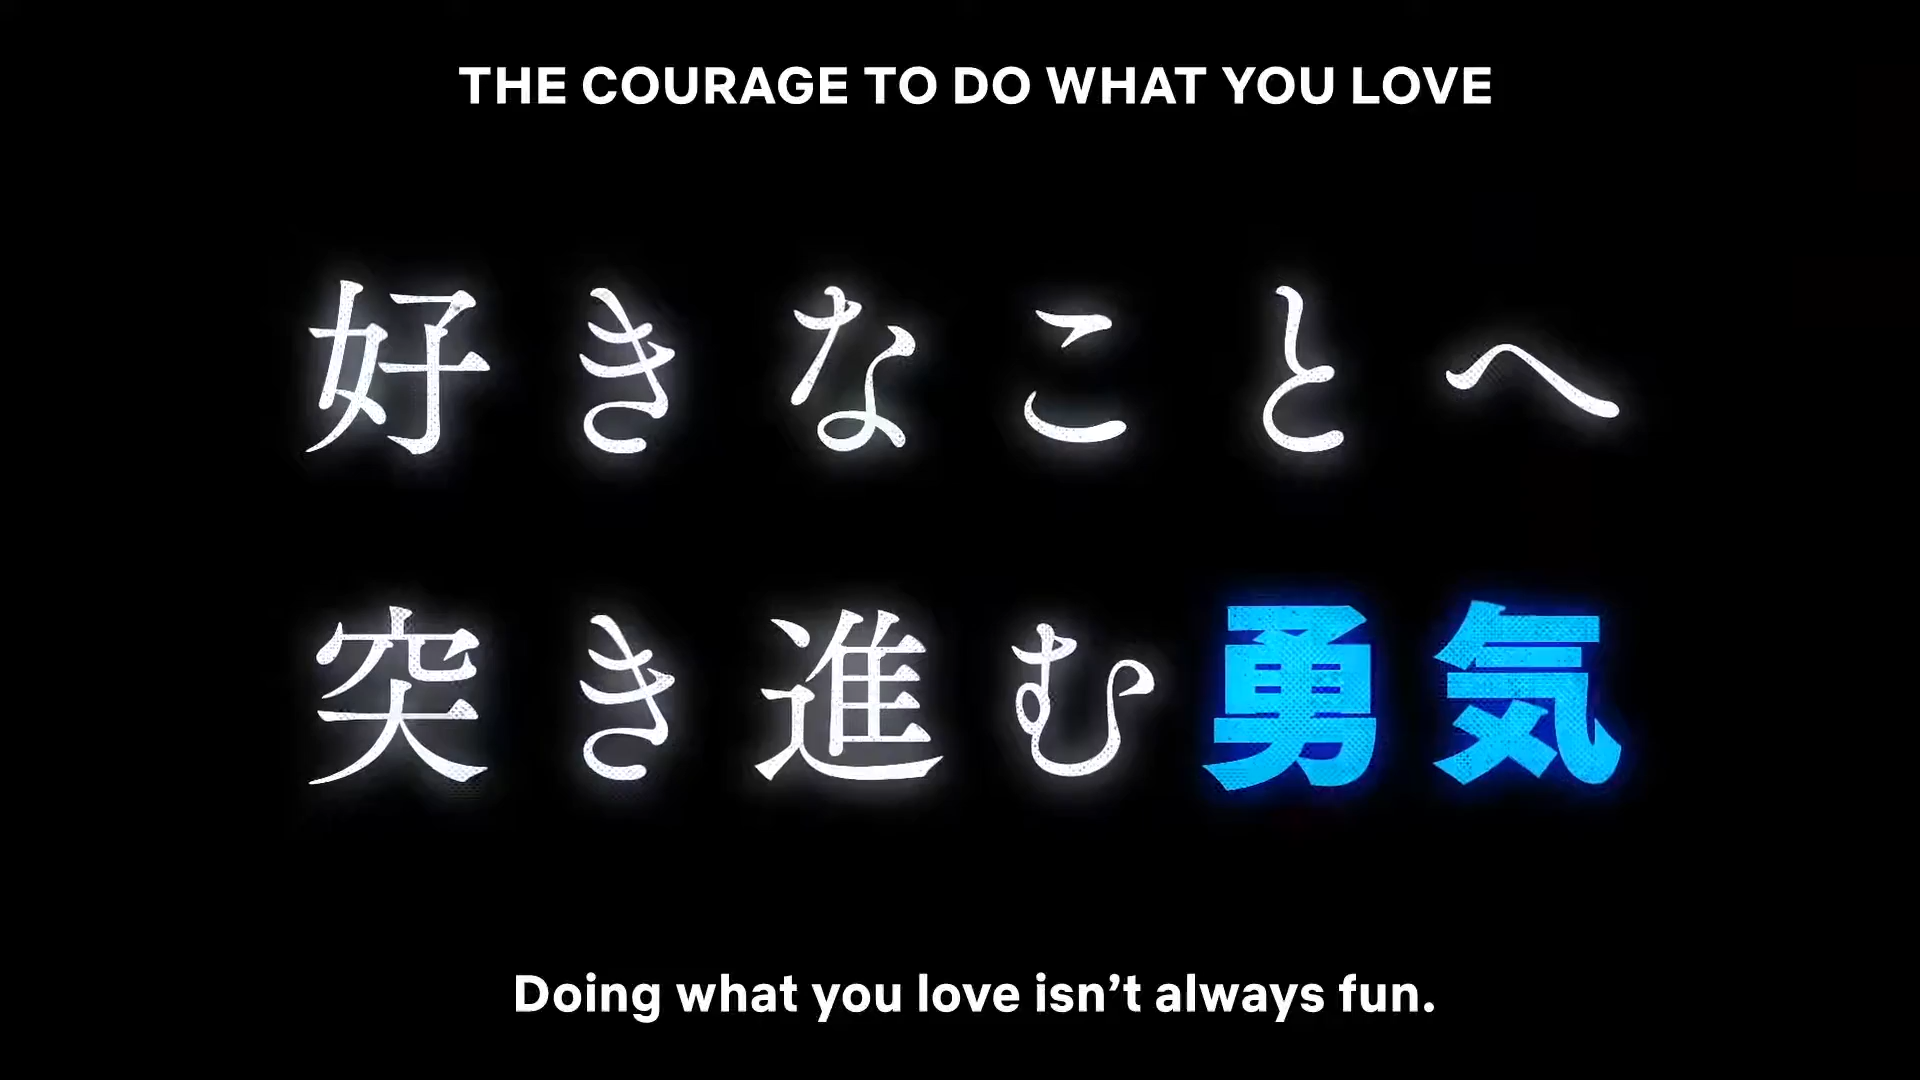 THE COURAGE TO DO WHAT YOU LOVE
好きなことへ
突き進む勇気
Doing what you love isn’t always fun.